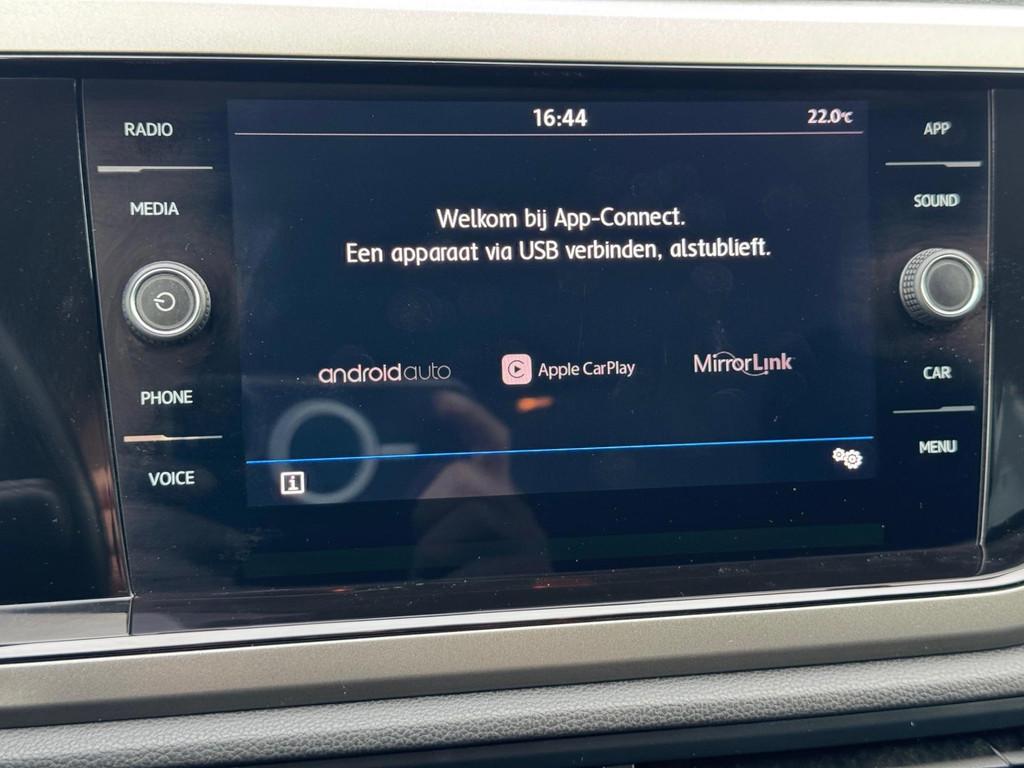 16:44
22.0°C
RADIO
MEDIA
PHONE
VOICE
Welkom bij App-Connect.
Een apparaat via USB verbinden, alstublieft.
androidauto
Apple CarPlay
MirrorLink
i
APP
SOUND
CAR
MENU